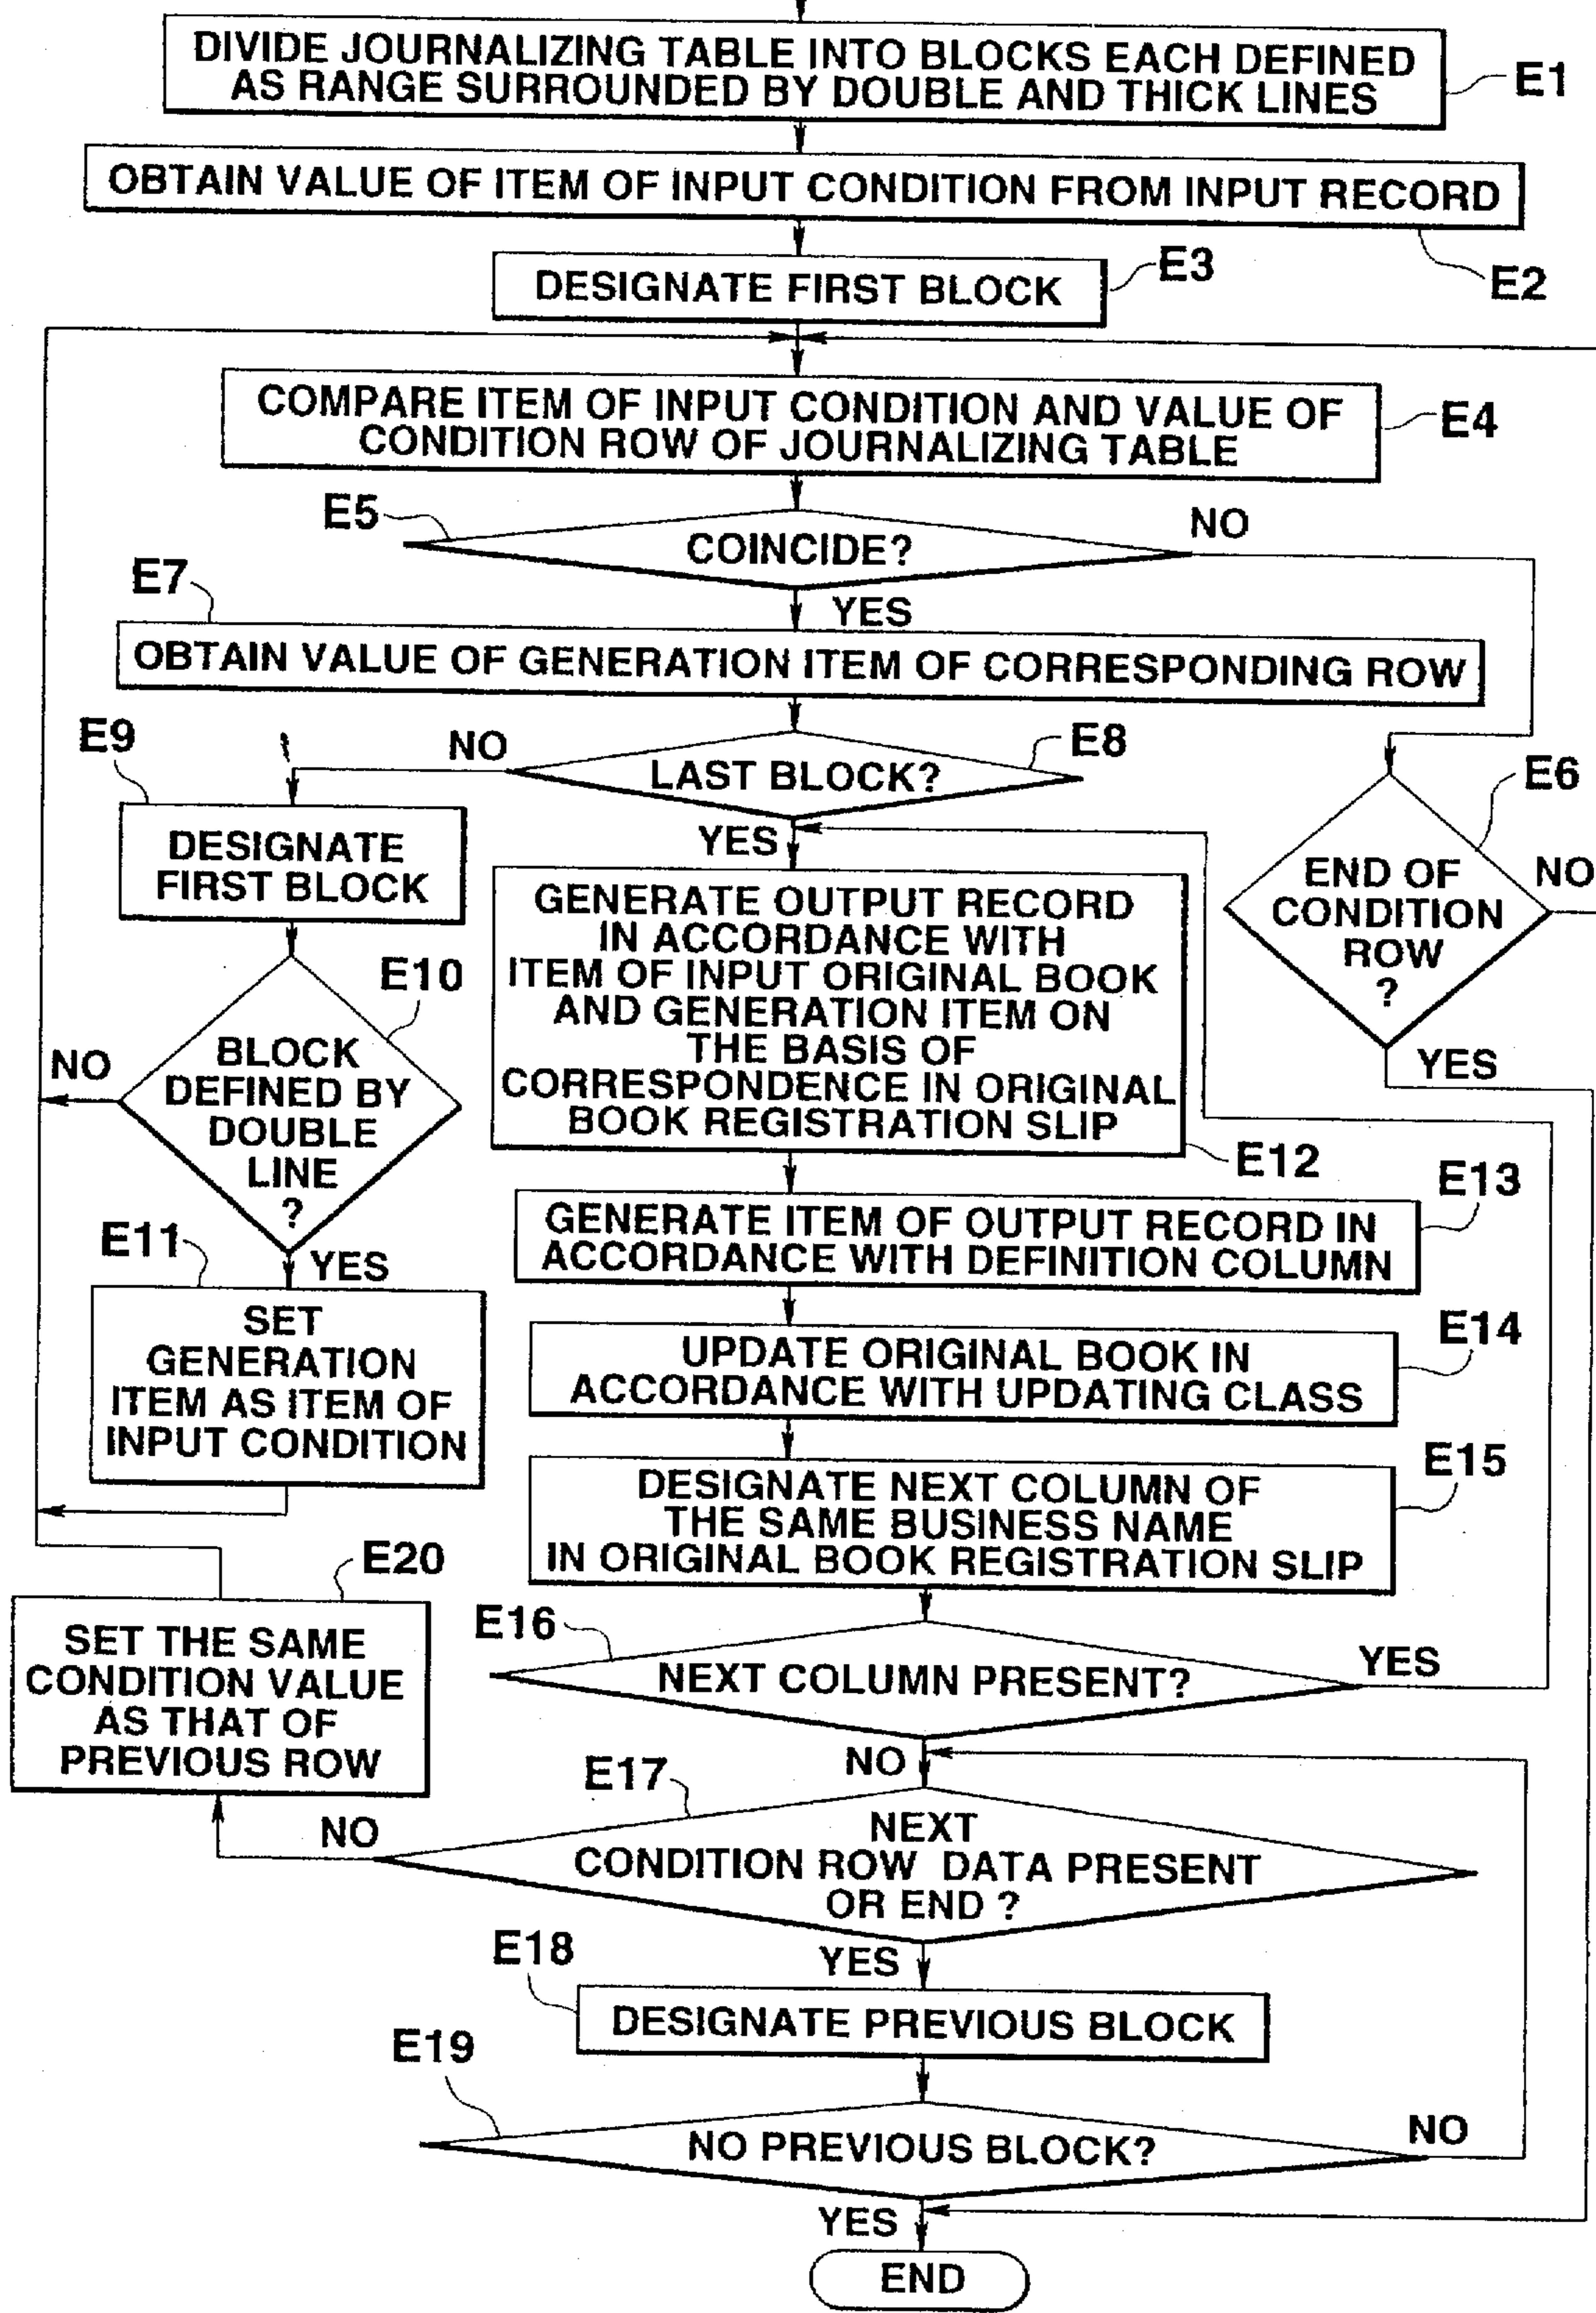 DIVIDE JOURNALIZING TABLE INTO BLOCKS EACH DEFINED
AS RANGE SURROUNDED BY DOUBLE AND THICK LINES
E1
OBTAIN VALUE OF ITEM OF INPUT CONDITION FROM INPUT RECORD
E2
DESIGNATE FIRST BLOCK
E3
COMPARE ITEM OF INPUT CONDITION AND VALUE OF
CONDITION ROW OF JOURNALIZING TABLE
E4
E5
COINCIDE?
NO
YES
E7
OBTAIN VALUE OF GENERATION ITEM OF CORRESPONDING ROW
E8
LAST BLOCK?
NO
YES
E6
END OF
CONDITION
ROW
?
NO
YES
E9
DESIGNATE
FIRST BLOCK
E10
BLOCK
DEFINED BY
DOUBLE
LINE
?
NO
YES
E11
SET
GENERATION
ITEM AS ITEM OF
INPUT CONDITION
GENERATE OUTPUT RECORD
IN ACCORDANCE WITH
ITEM OF INPUT ORIGINAL BOOK
AND GENERATION ITEM ON
THE BASIS OF
CORRESPONDENCE IN ORIGINAL
BOOK REGISTRATION SLIP
E12
E13
GENERATE ITEM OF OUTPUT RECORD IN
ACCORDANCE WITH DEFINITION COLUMN
E14
UPDATE ORIGINAL BOOK IN
ACCORDANCE WITH UPDATING CLASS
E15
DESIGNATE NEXT COLUMN OF
THE SAME BUSINESS NAME
IN ORIGINAL BOOK REGISTRATION SLIP
E16
NEXT COLUMN PRESENT?
YES
NO
E20
SET THE SAME
CONDITION VALUE
AS THAT OF
PREVIOUS ROW
E17
NEXT
CONDITION ROW DATA PRESENT
OR END ?
NO
YES
E18
DESIGNATE PREVIOUS BLOCK
E19
NO PREVIOUS BLOCK?
NO
YES
END